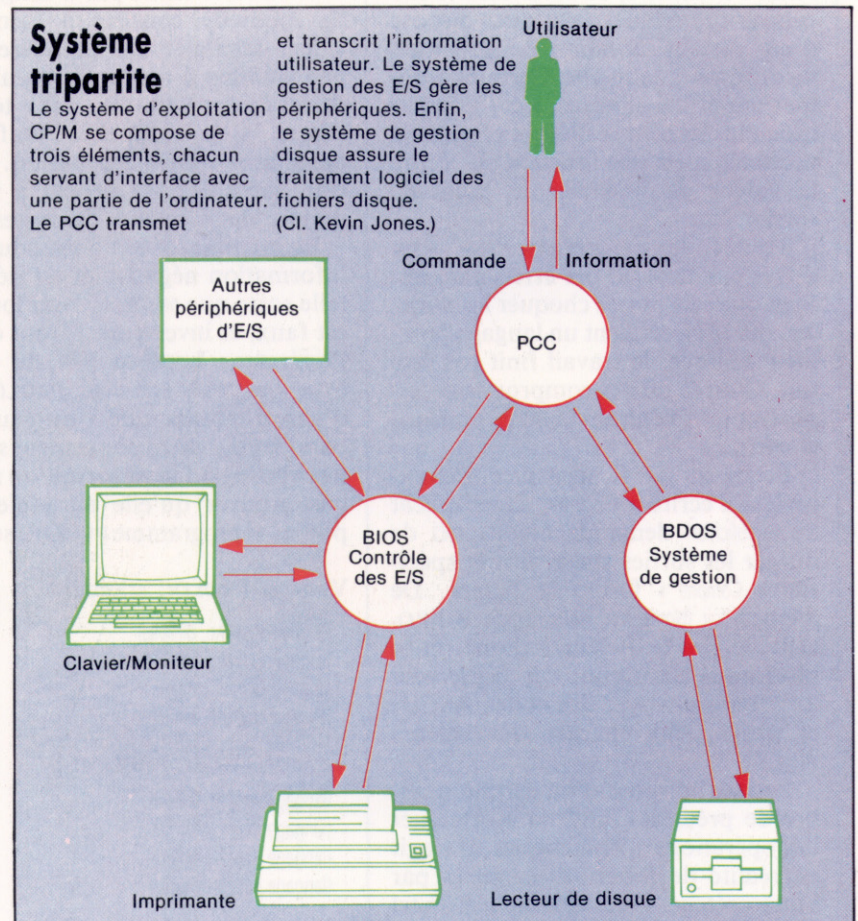 Système
tripartite
Le système d'exploitation
CP/M se compose de
trois éléments, chacun
servant d'interface avec
une partie de l'ordinateur.
Le PCC transmet
et transcrit l'information
utilisateur. Le système de
gestion des E/S gère les
périphériques. Enfin,
le système de gestion
disque assure le
traitement logiciel des
fichiers disque.
(Cl. Kevin Jones.)
Utilisateur
Commande
Information
Autres
périphériques
d'E/S
PCC
BIOS
Contrôle
des E/S
BDOS
Système
de gestion
Clavier/Moniteur
Imprimante
Lecteur de disque